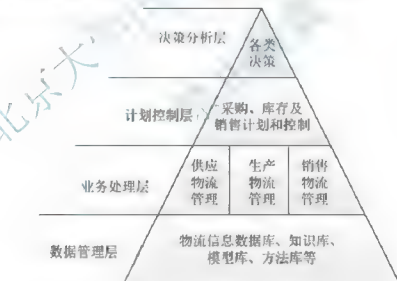 决策分析层
各类
决策
计划控制层
采购、库存及
销售计划和控制
业务处理层
供应
物流
管理
生产
物流
管理
销售
物流
管理
数据管理层
物流信息数据库、知识库、
模型库、方法库等
北京大